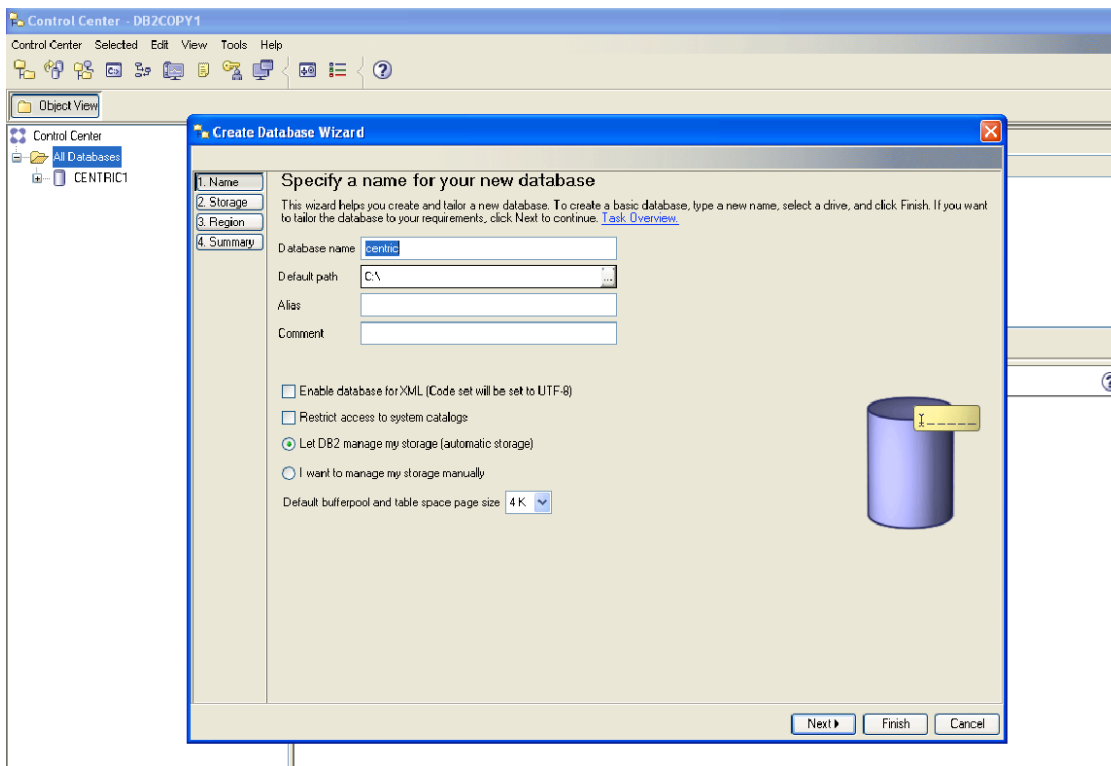 Control Center - DB2COPY1
Control Center Selected Edit View Tools Help
Object View
Control Center
All Databases
CENTRIC1
Create Database Wizard
1. Name
2. Storage
3. Region
4. Summary
Specify a name for your new database
This wizard helps you create and tailor a new database. To create a basic database, type a new name, select a drive, and click Finish. If you want
to tailor the database to your requirements, click Next to continue. Task Overview.
Database name centric
Default path C:\ ...
Alias
Comment
Enable database for XML (Code set will be set to UTF-8)
Restrict access to system catalogs
Let DB2 manage my storage (automatic storage)
I want to manage my storage manually
Default bufferpool and table space page size 4 K
Next Finish Cancel